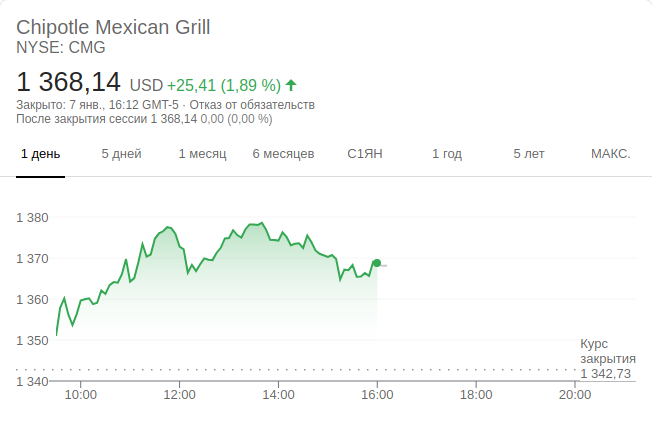 Chipotle Mexican Grill
NYSE: CMG
1 368,14 USD +25,41 (1,89 %)
Закрыто: 7 янв., 16:12 GMT-5 · Отказ от обязательств
После закрытия сессии 1 368,14 0,00 (0,00 %)
1 день 5 дней 1 месяц 6 месяцев С1ЯН 1 год 5 лет МАКС.
1 380
1 370
1 360
1 350
Курс
закрытия
1 342,73
1 340
10:00 12:00 14:00 16:00 18:00 20:00